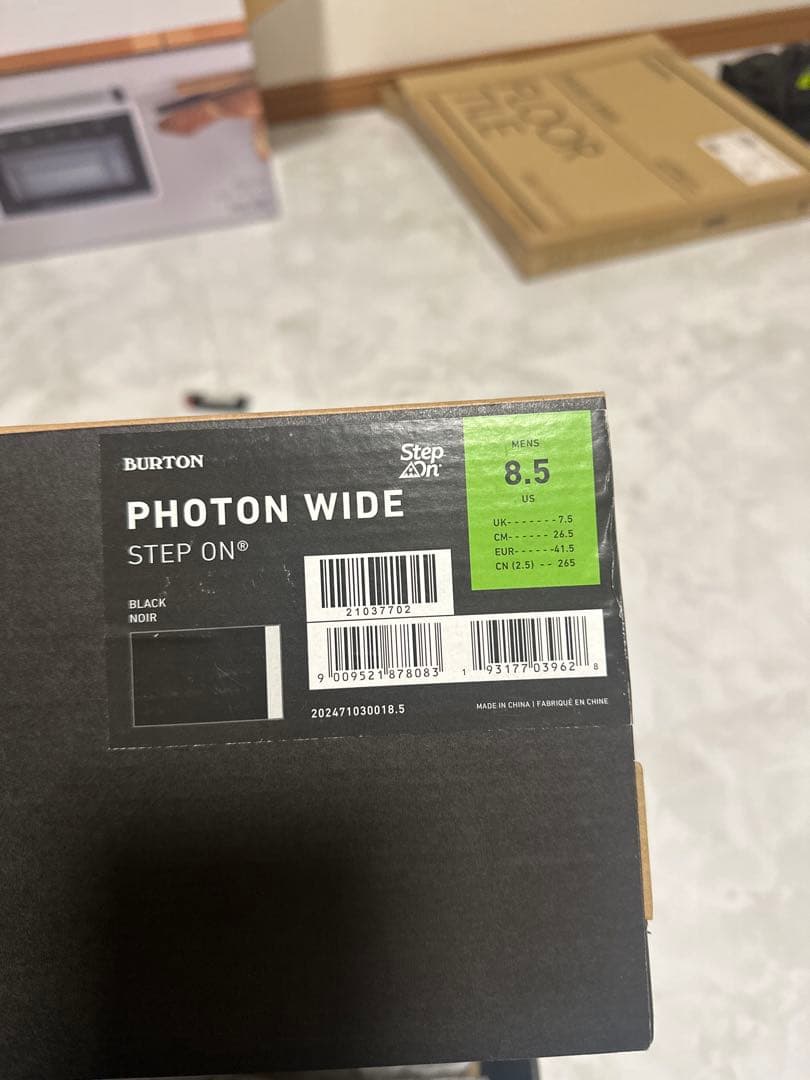 FLOOR
TILE
BURTON
Step
On
PHOTON WIDE
STEP ON®
BLACK
NOIR
MENS
8.5
US
UK-------7.5
CM------ 26.5
EUR------41.5
CN (2.5) -- 265
21037702
9 009521 878083
1 93177 03962 8
202471030018.5
MADE IN CHINA | FABRIQUÉ EN CHINE